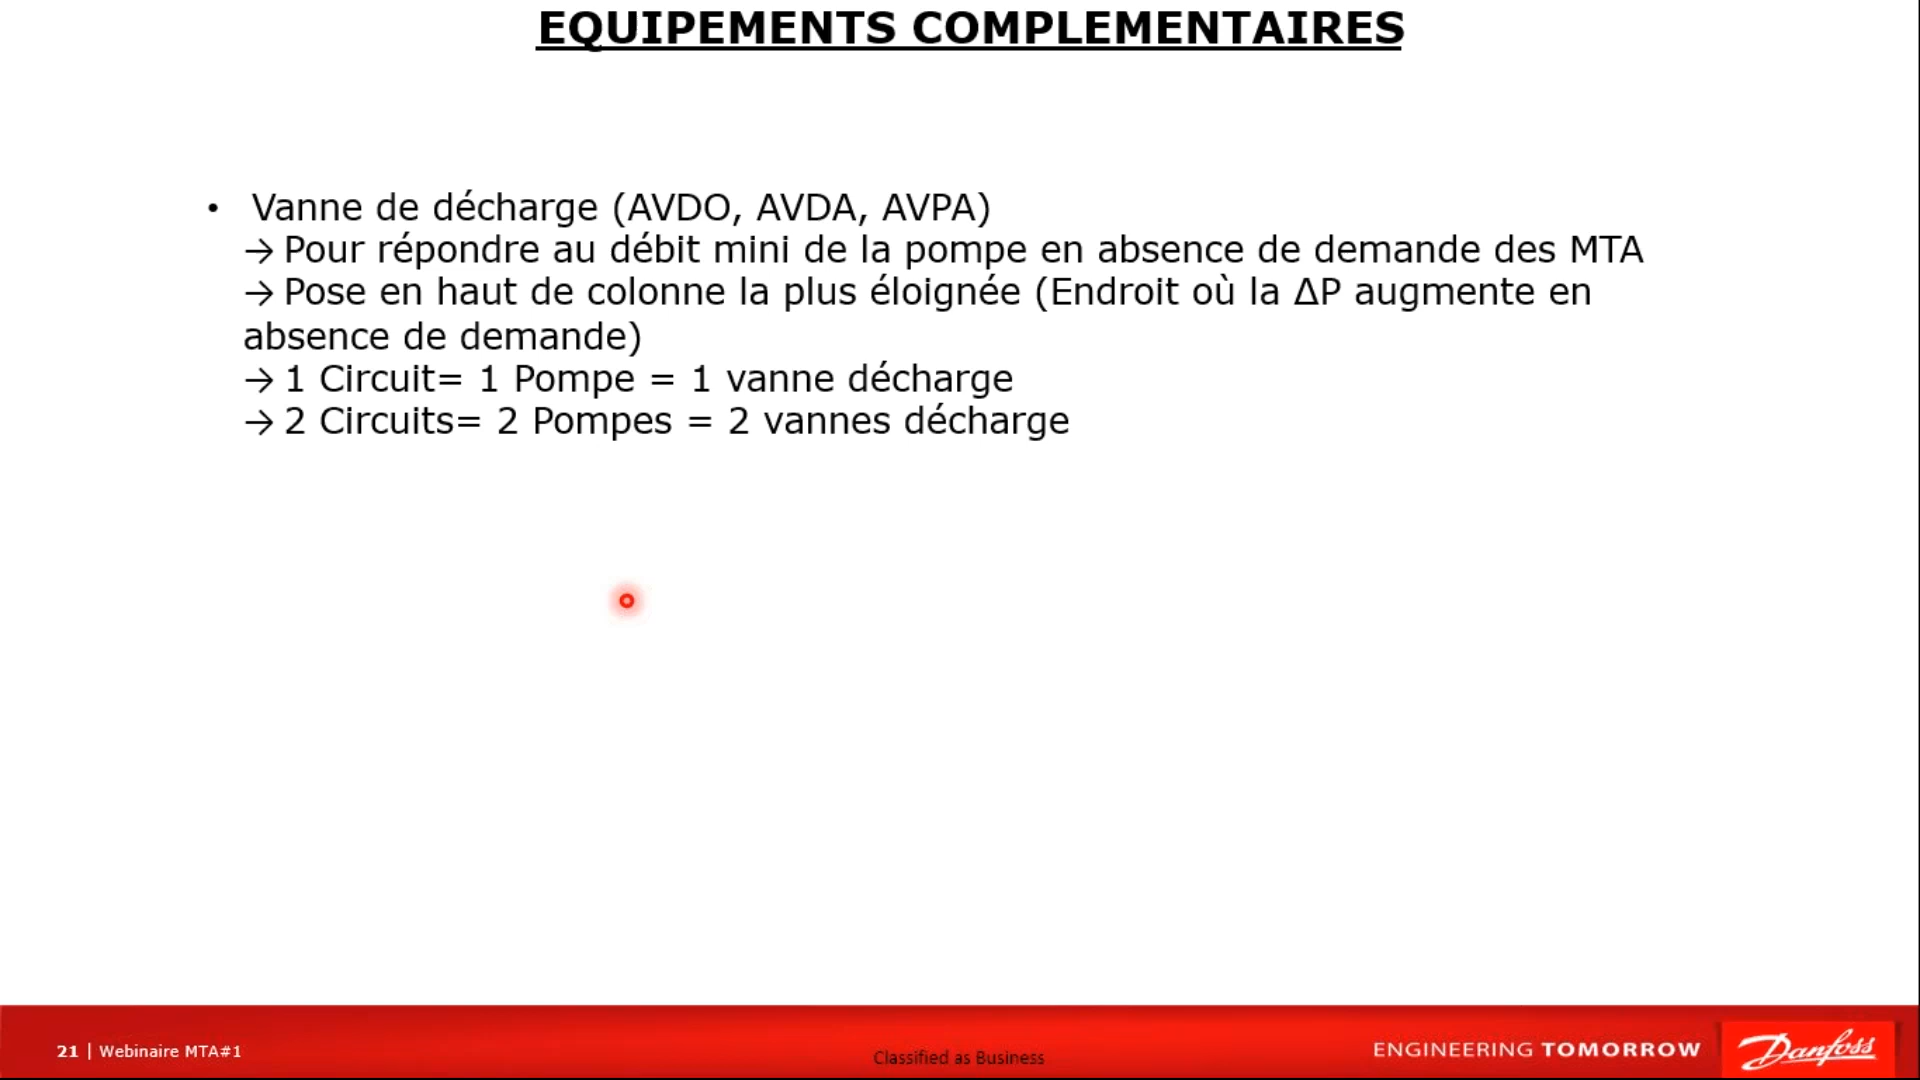 EQUIPEMENTS COMPLEMENTAIRES
• Vanne de décharge (AVDO, AVDA, AVPA)
→ Pour répondre au débit mini de la pompe en absence de demande des MTA
→ Pose en haut de colonne la plus éloignée (Endroit où la ΔP augmente en
absence de demande)
→ 1 Circuit= 1 Pompe = 1 vanne décharge
→ 2 Circuits= 2 Pompes = 2 vannes décharge
21 | Webinaire MTA#1
Classified as Business
ENGINEERING TOMORROW
Danfoss